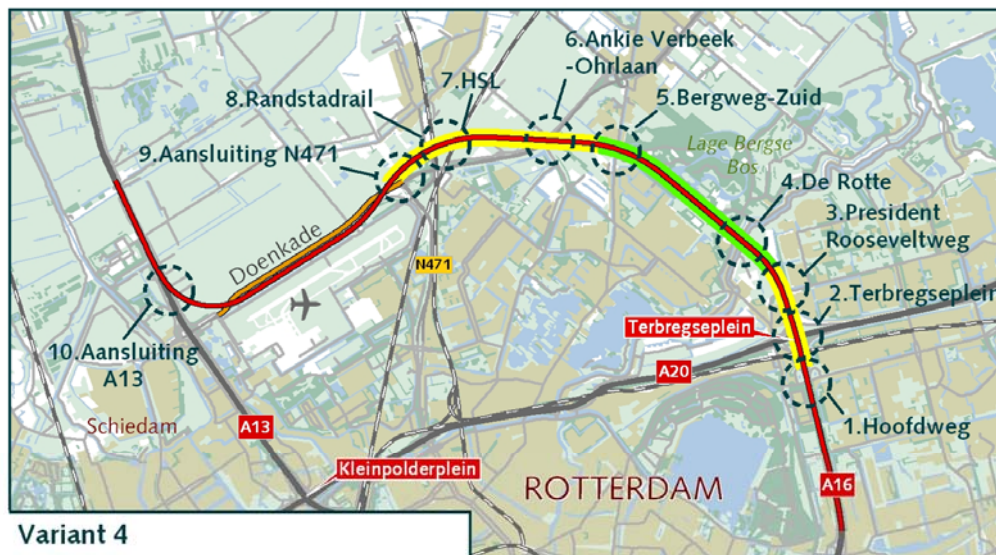 6.Ankie Verbeek
-Ohrlaan
7.HSL
8.Randstadrail
5.Bergweg-Zuid
9.Aansluiting N471
Lage Bergse
Bos
4.De Rotte
3.President
Rooseveltweg
Doenkade
N471
2.Terbregseplein
Terbregseplein
10.Aansluiting
A13
A20
Schiedam
A13
1.Hoofdweg
Kleinpolderplein
ROTTERDAM
A16
Variant 4